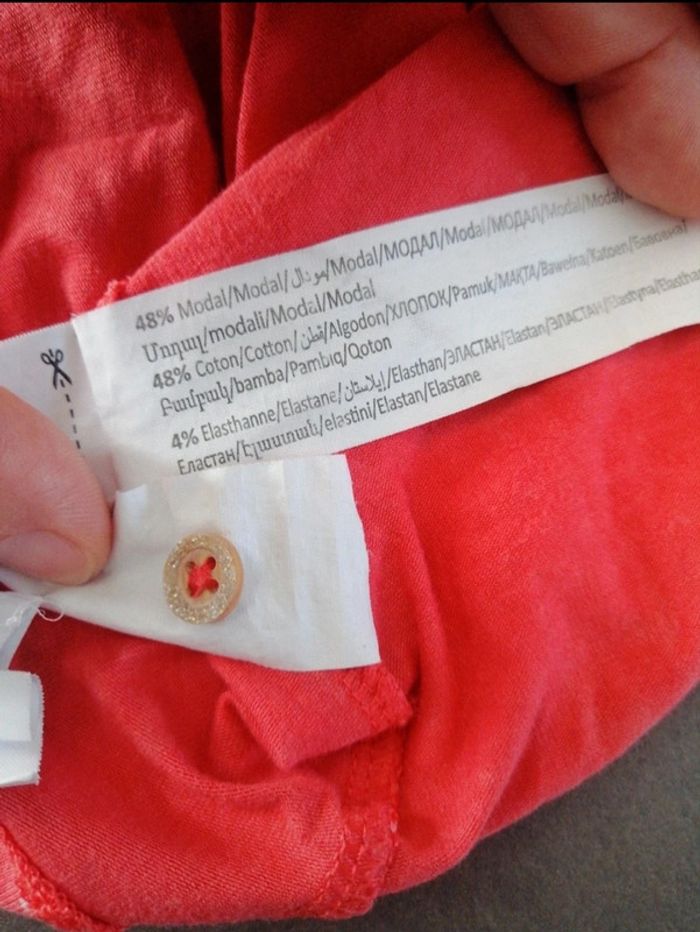 48% Modal/Modal/مودال/Modal/МОДАЛ/Modal/МОДАЛ/Modal/Modal/
Մոդալ/modali/Modal/Modal
48% Coton/Cotton/قطن/Algodon/ХЛОПОК/Pamuk/МАҚТА/Bawełna/Katoen/Бавовна/
Բամբակ/bamba/Pambıq/Qoton
4% Elasthanne/Elastane/إيلاستان/Elasthan/ЭЛАСТАН/Elastan/ЭЛАСТАН/Elastyna/Elasthan
Еластан/Էլաստան/elastini/Elastan/Elastane